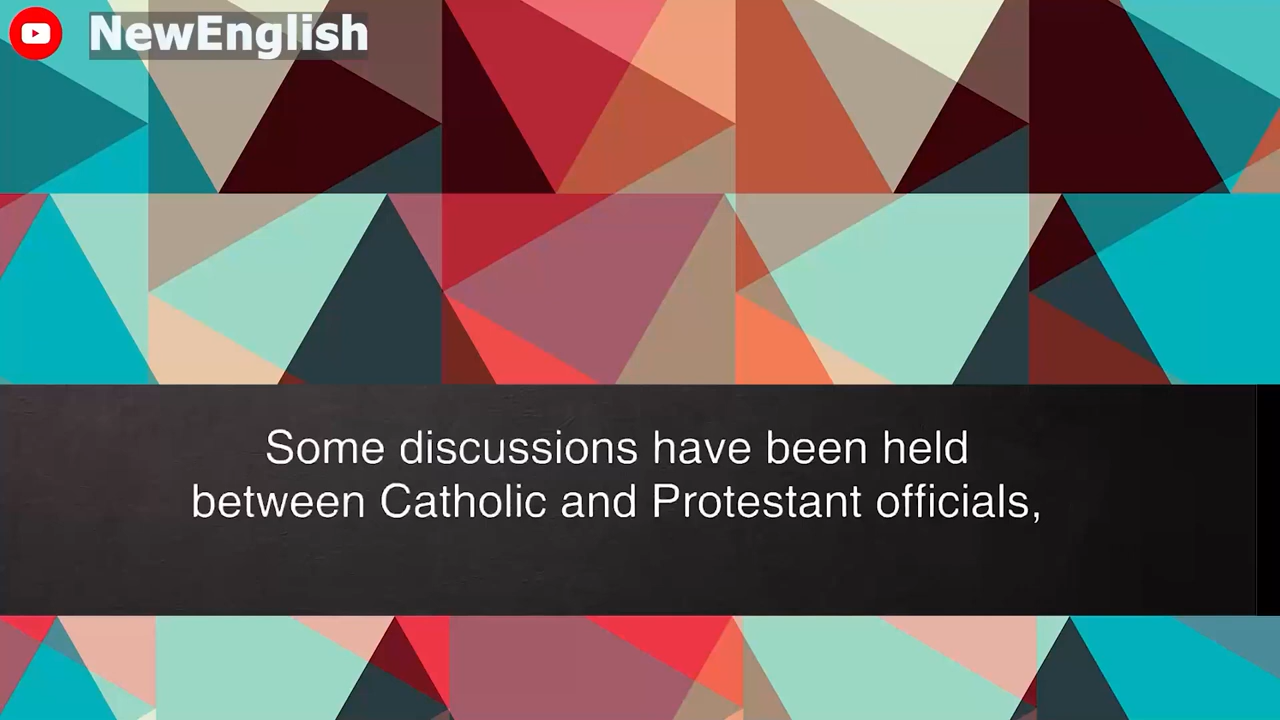 NewEnglish
Some discussions have been held
between Catholic and Protestant officials,